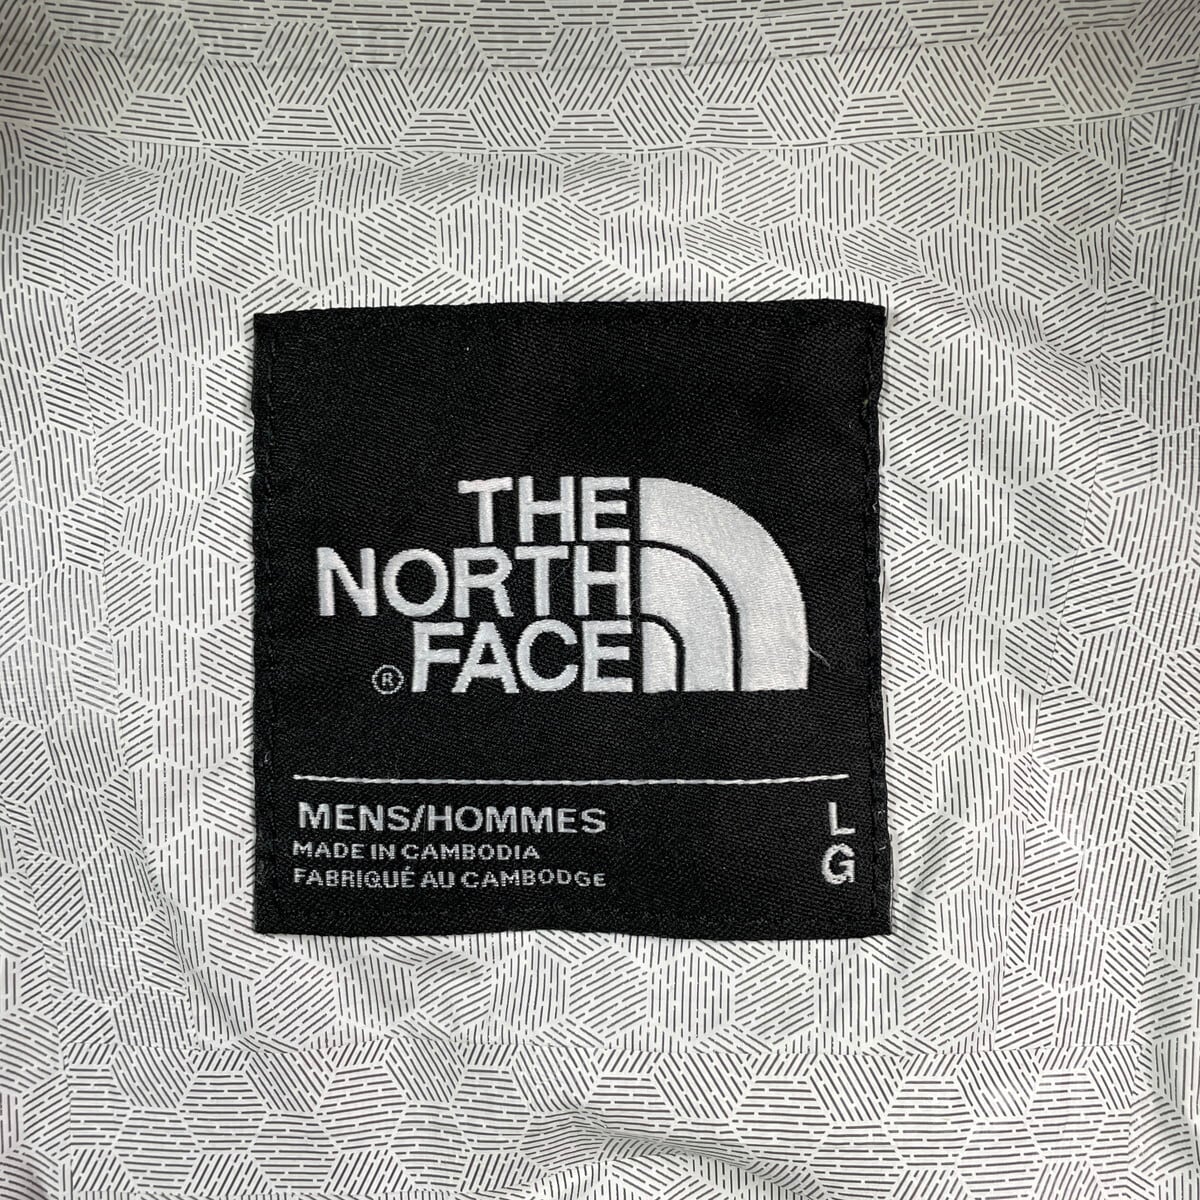 THE
NORTH
® FACE
MENS/HOMMES
MADE IN CAMBODIA
FABRIQUÉ AU CAMBODGE
L
G